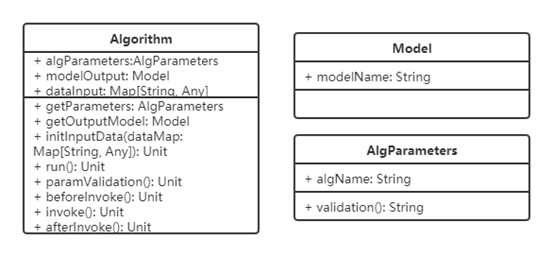 Algorithm
+ algParameters:AlgParameters
+ modelOutput: Model
+ dataInput: Map[String, Any]
+ getParameters: AlgParameters
+ getOutputModel: Model
+ initInputData(dataMap:
Map[String, Any]): Unit
+ run(): Unit
+ paramValidation(): Unit
+ beforeInvoke(): Unit
+ invoke(): Unit
+ afterInvoke(): Unit
Model
+ modelName: String
AlgParameters
+ algName: String
+ validation(): String